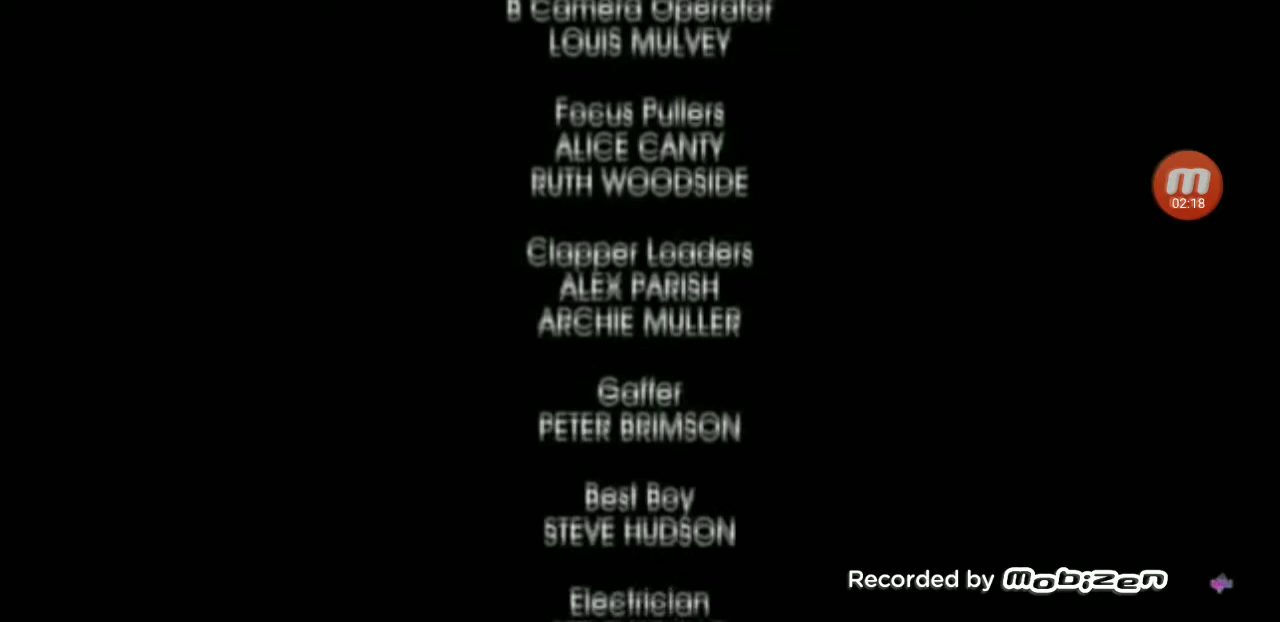 B Camera Operator
LOUIS MULVEY
Focus Pullers
ALICE CANTY
RUTH WOODSIDE
Clapper Loaders
ALEX PARISH
ARCHIE MULLER
Gaffer
PETER BRIMSON
Best Boy
STEVE HUDSON
Electrician
02:18
Recorded by mobizen